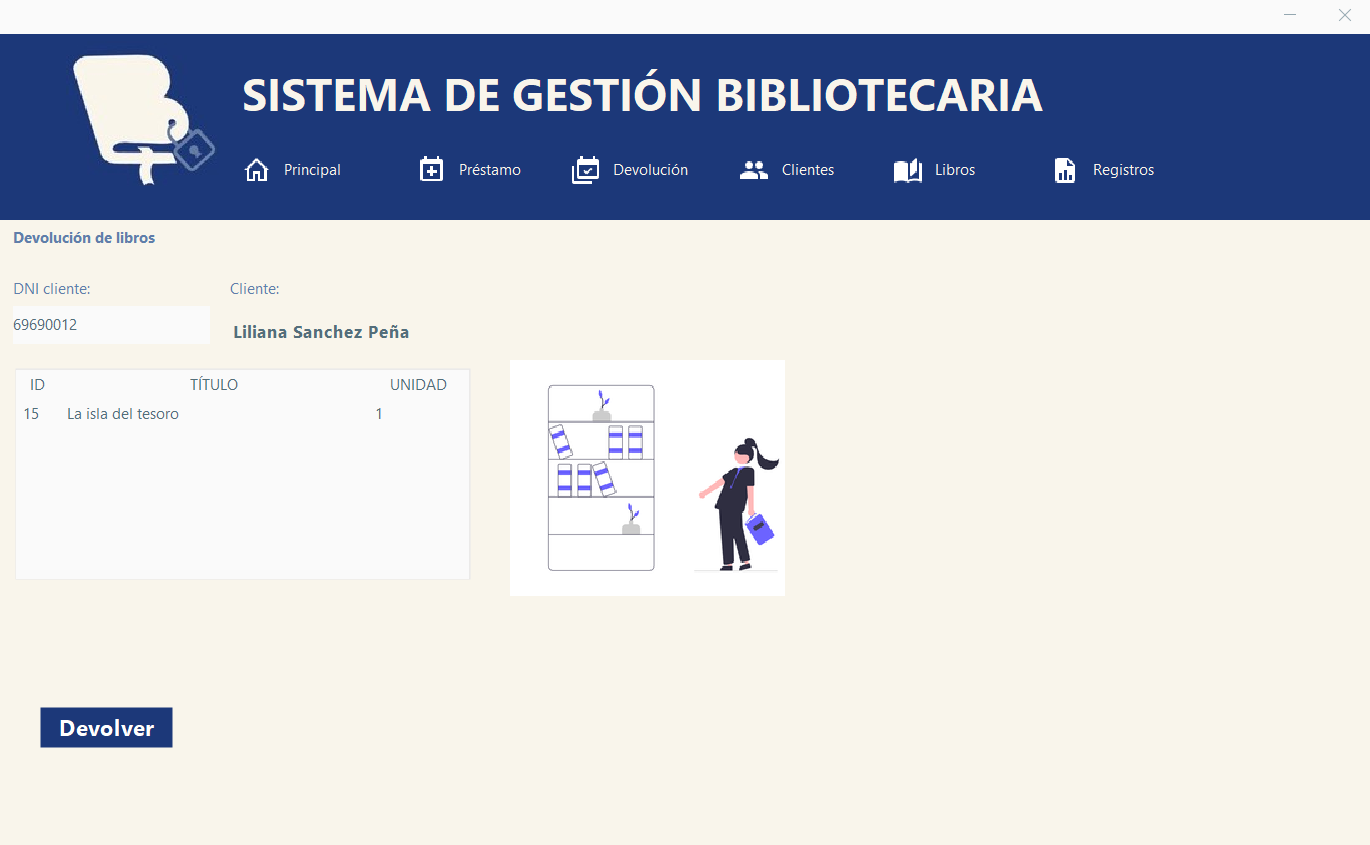 SISTEMA DE GESTIÓN BIBLIOTECARIA
Principal Préstamo Devolución Clientes Libros Registros
Devolución de libros
DNI cliente: Cliente:
69690012 Liliana Sanchez Peña
ID TÍTULO UNIDAD
15 La isla del tesoro 1
Devolver